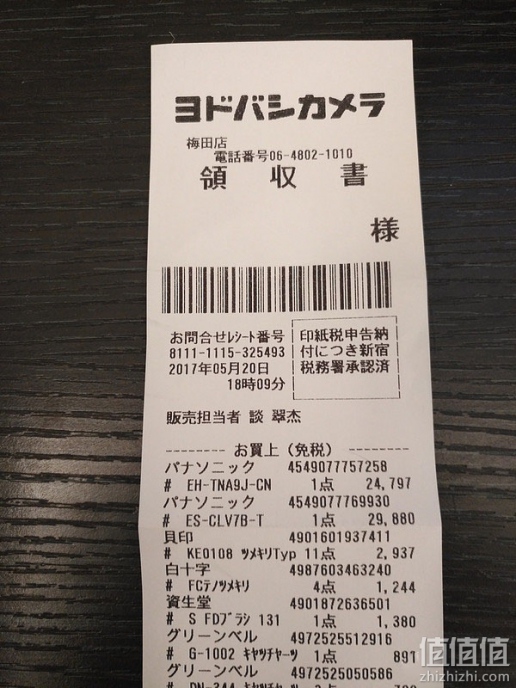 ヨドバシカメラ
梅田店
電話番号06-4802-1010
領収書
様
お問合せレシート番号
8111-1115-325493
2017年05月20日
18時09分
印紙税申告納
付につき新宿
税務署承認済
販売担当者 談 翠杰
-------- お買上(免税) --------
パナソニック 4549077757258
# EH-TNA9J-CN 1点 24,797
パナソニック 4549077769930
# ES-CLV7B-T 1点 29,880
貝印 4901601937411
# KE0108 ツメキリTyp 11点 2,937
白十字 4987603463240
# FCテノツメキリ 4点 1,244
資生堂 4901872636501
# S FDブラシ 131 1点 1,380
グリーンベル 4972525512916
# G-1002 キャッチャーツ 1点 891
グリーンベル 4972525050586
# DN-344
值值值
zhizhizhi.com